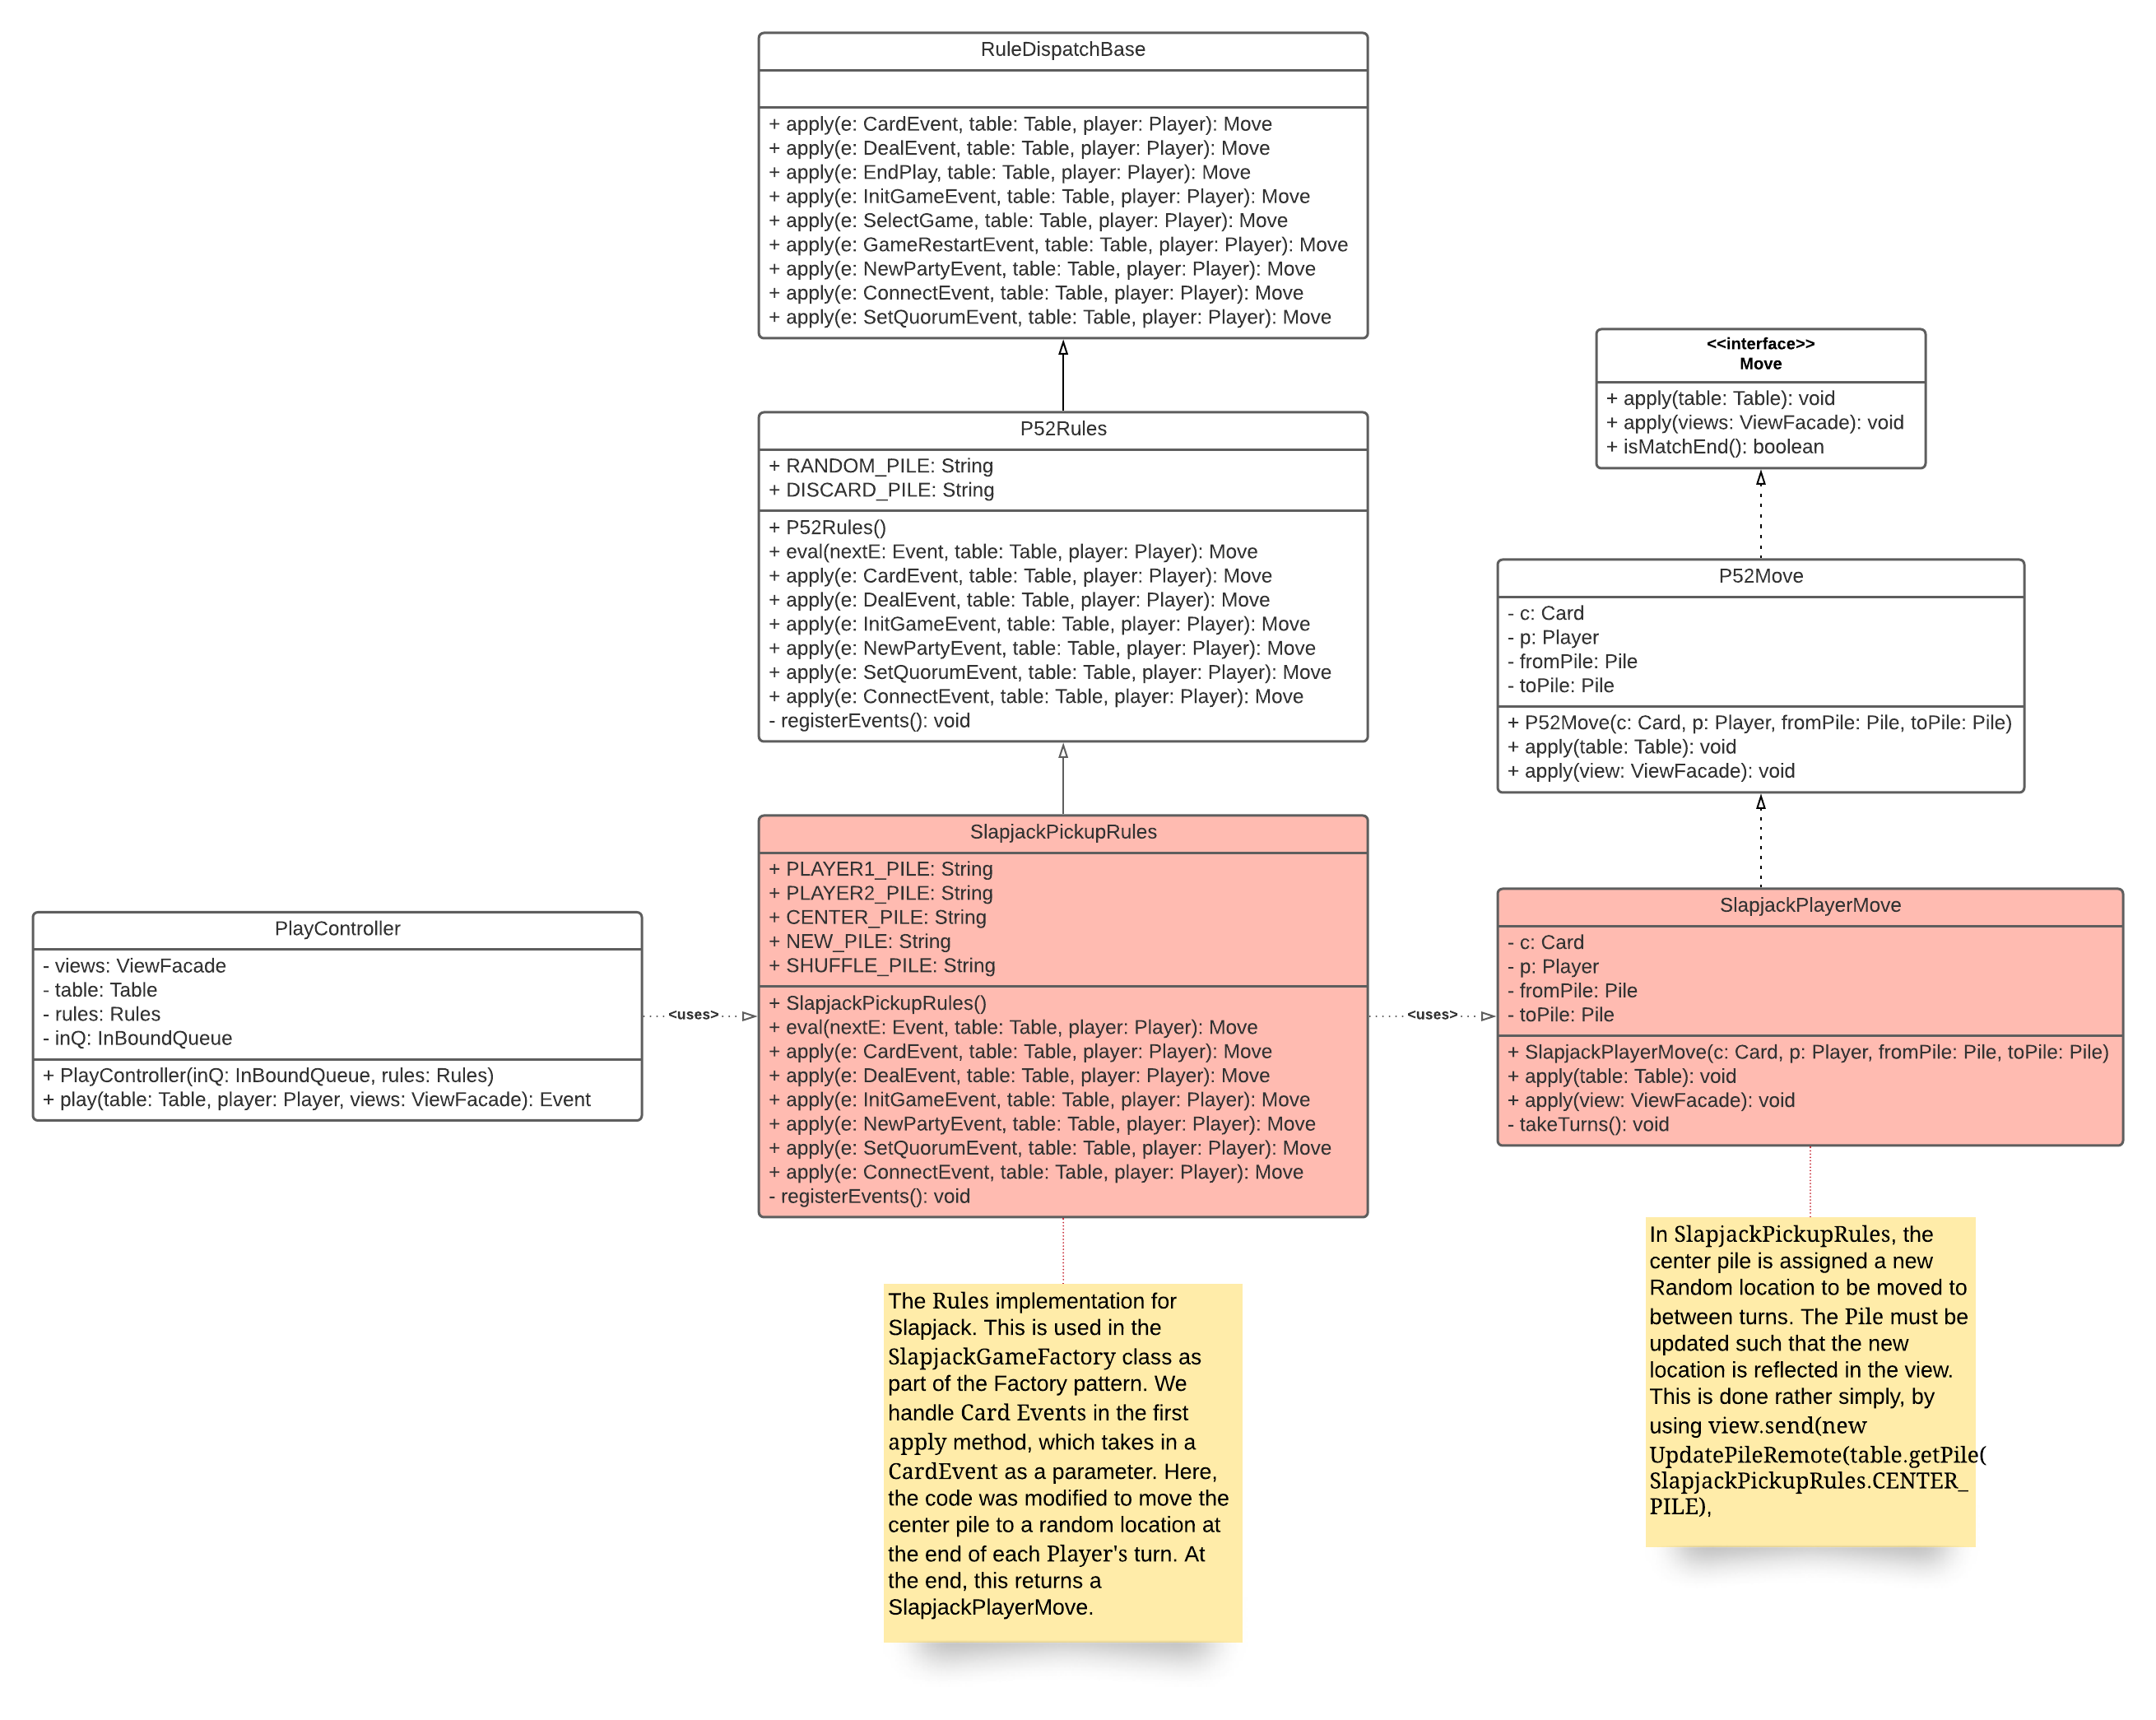 RuleDispatchBase
+ apply(e: CardEvent, table: Table, player: Player): Move
+ apply(e: DealEvent, table: Table, player: Player): Move
+ apply(e: EndPlay, table: Table, player: Player): Move
+ apply(e: InitGameEvent, table: Table, player: Player): Move
+ apply(e: SelectGame, table: Table, player: Player): Move
+ apply(e: GameRestartEvent, table: Table, player: Player): Move
+ apply(e: NewPartyEvent, table: Table, player: Player): Move
+ apply(e: ConnectEvent, table: Table, player: Player): Move
+ apply(e: SetQuorumEvent, table: Table, player: Player): Move
<<interface>>
Move
+ apply(table: Table): void
+ apply(views: ViewFacade): void
+ isMatchEnd(): boolean
P52Rules
+ RANDOM_PILE: String
+ DISCARD_PILE: String
+ P52Rules()
+ eval(nextE: Event, table: Table, player: Player): Move
+ apply(e: CardEvent, table: Table, player: Player): Move
+ apply(e: DealEvent, table: Table, player: Player): Move
+ apply(e: InitGameEvent, table: Table, player: Player): Move
+ apply(e: NewPartyEvent, table: Table, player: Player): Move
+ apply(e: SetQuorumEvent, table: Table, player: Player): Move
+ apply(e: ConnectEvent, table: Table, player: Player): Move
- registerEvents(): void
P52Move
- c: Card
- p: Player
- fromPile: Pile
- toPile: Pile
+ P52Move(c: Card, p: Player, fromPile: Pile, toPile: Pile)
+ apply(table: Table): void
+ apply(view: ViewFacade): void
PlayController
- views: ViewFacade
- table: Table
- rules: Rules
- inQ: InBoundQueue
+ PlayController(inQ: InBoundQueue, rules: Rules)
+ play(table: Table, player: Player, views: ViewFacade): Event
<uses>
SlapjackPickupRules
+ PLAYER1_PILE: String
+ PLAYER2_PILE: String
+ CENTER_PILE: String
+ NEW_PILE: String
+ SHUFFLE_PILE: String
+ SlapjackPickupRules()
+ eval(nextE: Event, table: Table, player: Player): Move
+ apply(e: CardEvent, table: Table, player: Player): Move
+ apply(e: DealEvent, table: Table, player: Player): Move
+ apply(e: InitGameEvent, table: Table, player: Player): Move
+ apply(e: NewPartyEvent, table: Table, player: Player): Move
+ apply(e: SetQuorumEvent, table: Table, player: Player): Move
+ apply(e: ConnectEvent, table: Table, player: Player): Move
- registerEvents(): void
<uses>
SlapjackPlayerMove
- c: Card
- p: Player
- fromPile: Pile
- toPile: Pile
+ SlapjackPlayerMove(c: Card, p: Player, fromPile: Pile, toPile: Pile)
+ apply(table: Table): void
+ apply(view: ViewFacade): void
- takeTurns(): void
The Rules implementation for
Slapjack. This is used in the
SlapjackGameFactory class as
part of the Factory pattern. We
handle Card Events in the first
apply method, which takes in a
CardEvent as a parameter. Here,
the code was modified to move the
center pile to a random location at
the end of each Player's turn. At
the end, this returns a
SlapjackPlayerMove.
In SlapjackPickupRules, the
center pile is assigned a new
Random location to be moved to
between turns. The Pile must be
updated such that the new
location is reflected in the view.
This is done rather simply, by
using view.send(new
UpdatePileRemote(table.getPile(
SlapjackPickupRules.CENTER_
PILE),